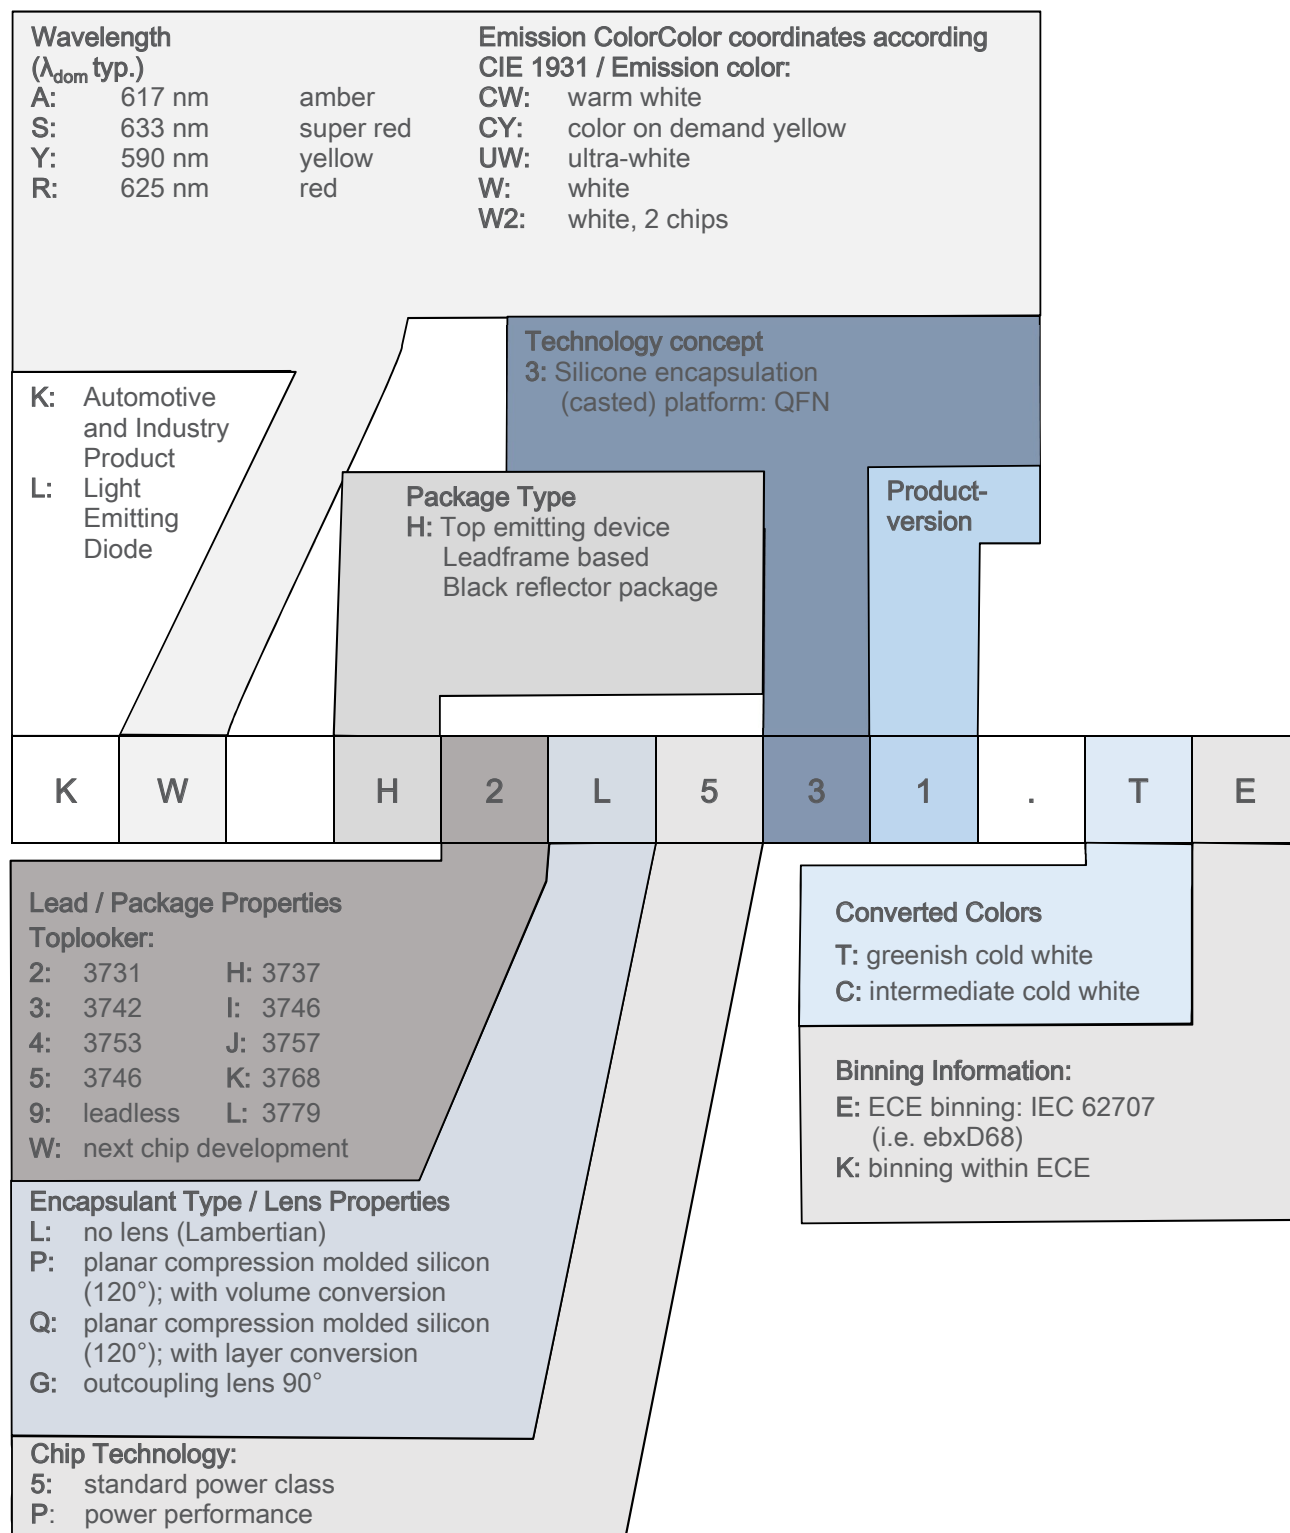 Wavelength
(λdom typ.)
A: 617 nm amber
S: 633 nm super red
Y: 590 nm yellow
R: 625 nm red
Emission ColorColor coordinates according
CIE 1931 / Emission color:
CW: warm white
CY: color on demand yellow
UW: ultra-white
W: white
W2: white, 2 chips
Technology concept
3: Silicone encapsulation
(casted) platform: QFN
K: Automotive
and Industry
Product
L: Light
Emitting
Diode
Package Type
H: Top emitting device
Leadframe based
Black reflector package
Product-
version
K W H 2 L 5 3 1 . T E
Lead / Package Properties
Toplooker:
2: 3731 H: 3737
3: 3742 I: 3746
4: 3753 J: 3757
5: 3746 K: 3768
9: leadless L: 3779
W: next chip development
Converted Colors
T: greenish cold white
C: intermediate cold white
Binning Information:
E: ECE binning: IEC 62707
(i.e. ebxD68)
K: binning within ECE
Encapsulant Type / Lens Properties
L: no lens (Lambertian)
P: planar compression molded silicon
(120°); with volume conversion
Q: planar compression molded silicon
(120°); with layer conversion
G: outcoupling lens 90°
Chip Technology:
5: standard power class
P: power performance